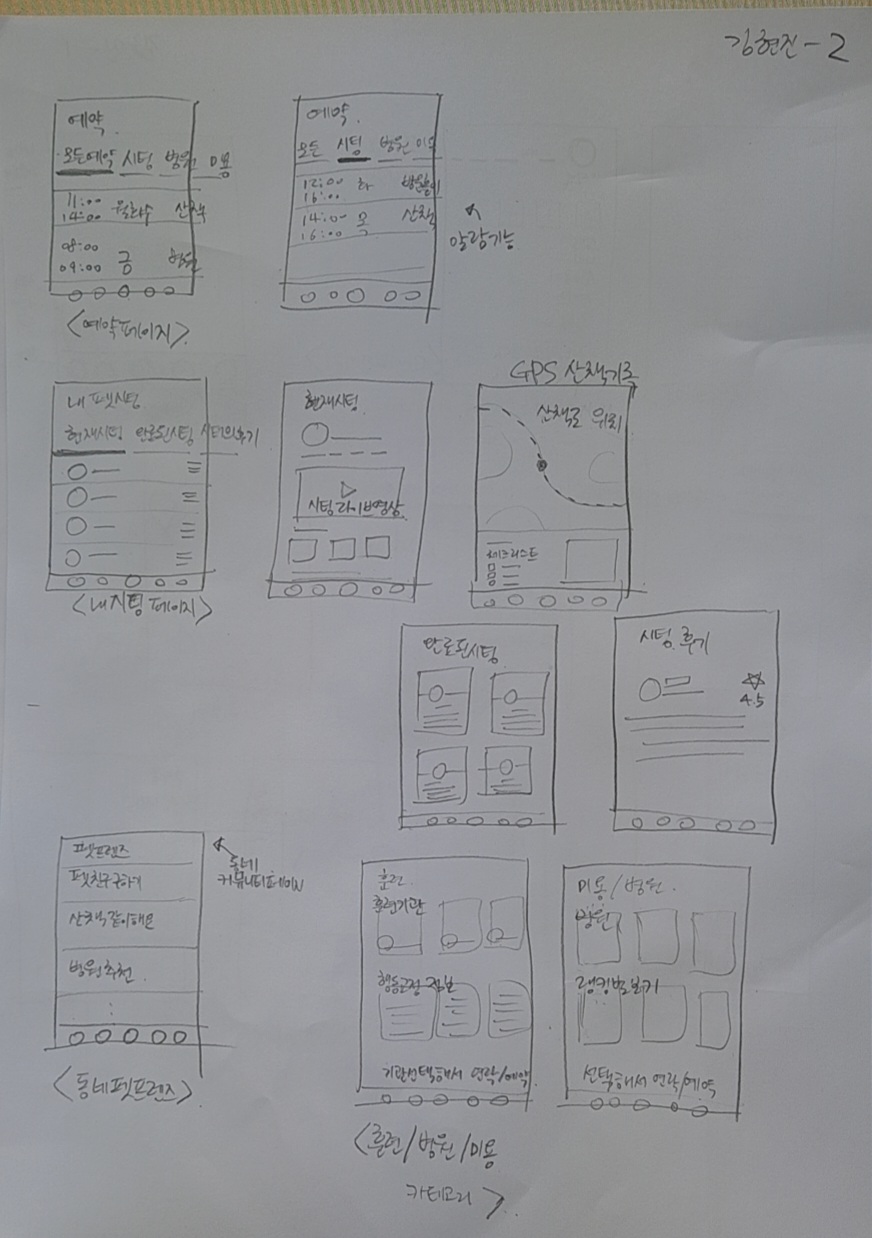 김현진-2
예약
모든예약 시팅 병원 미용
11:00
14:00 월화수 산책
08:00
09:00 금
<예약페이지>
예약
모든 시팅 병원 미용
12:00
16:00 화
14:00
16:00 목 산책
알람기능
내 펫시팅
현재시팅 완료된시팅 시터의후기
<내시팅 페이지>
현재시팅
시팅라이브영상
GPS 산책기록
산책로 위치
체크리스트
완료된시팅
시팅 후기
4.5
펫프렌즈
펫친구구하기
산책같이해요
병원추천
동네
커뮤니티페이지
<동네펫프렌즈>
훈련
훈련기관
행동교정 정보
기관선택해서 연락/예약
미용/병원
병원
랭킹별보기
선택해서 연락/예약
<훈련/병원/미용
카테고리>